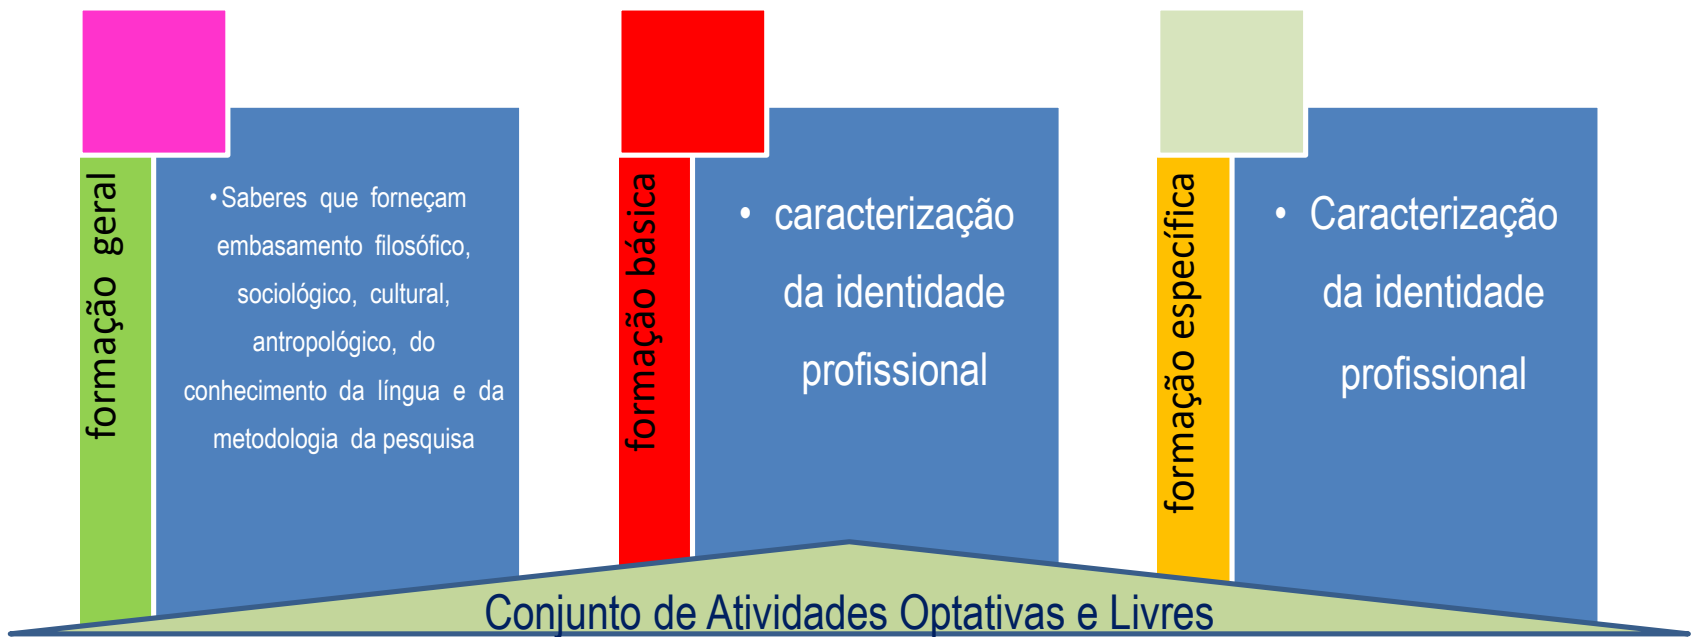 formação geral
• Saberes que forneçam
embasamento filosófico,
sociológico, cultural,
antropológico, do
conhecimento da língua e da
metodologia da pesquisa
formação básica
• caracterização
da identidade
profissional
formação específica
• Caracterização
da identidade
profissional
Conjunto de Atividades Optativas e Livres